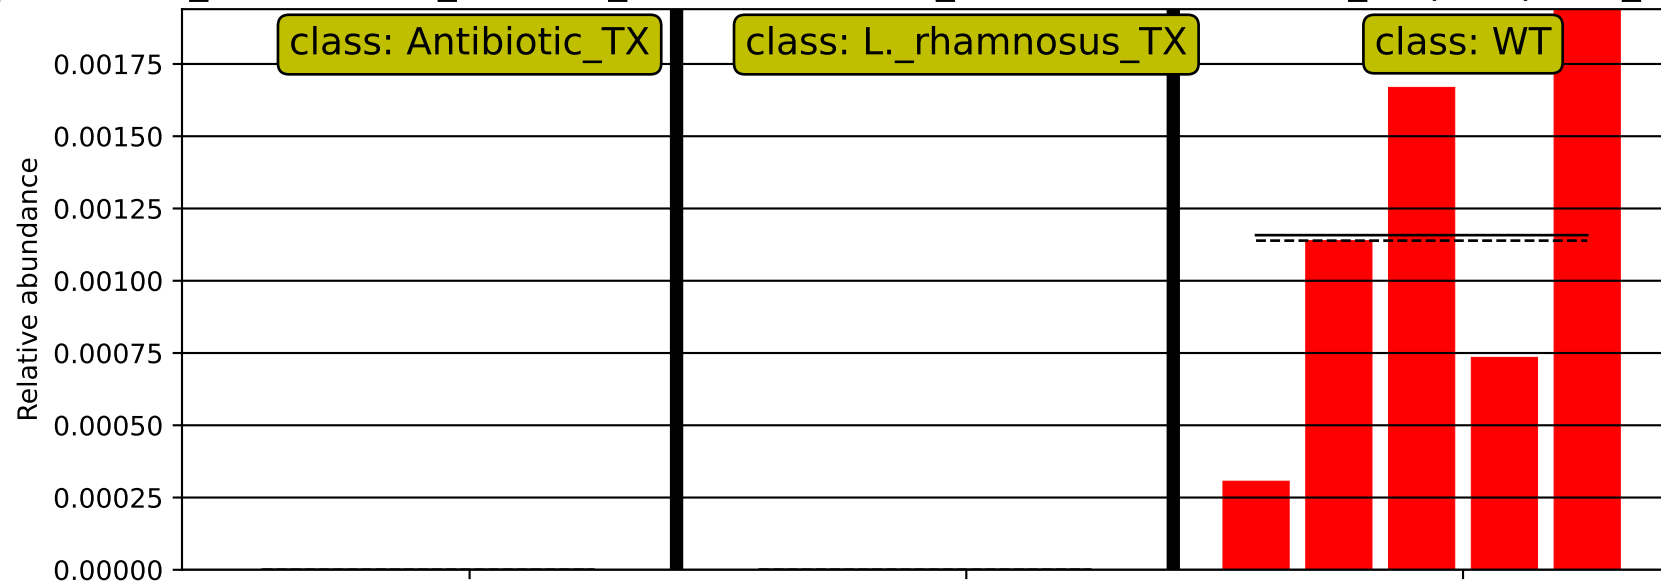 class: Antibiotic_TX
class: L._rhamnosus_TX
class: WT
0.00175
0.00150
0.00125
0.00100
0.00075
0.00050
0.00025
0.00000
Relative abundance